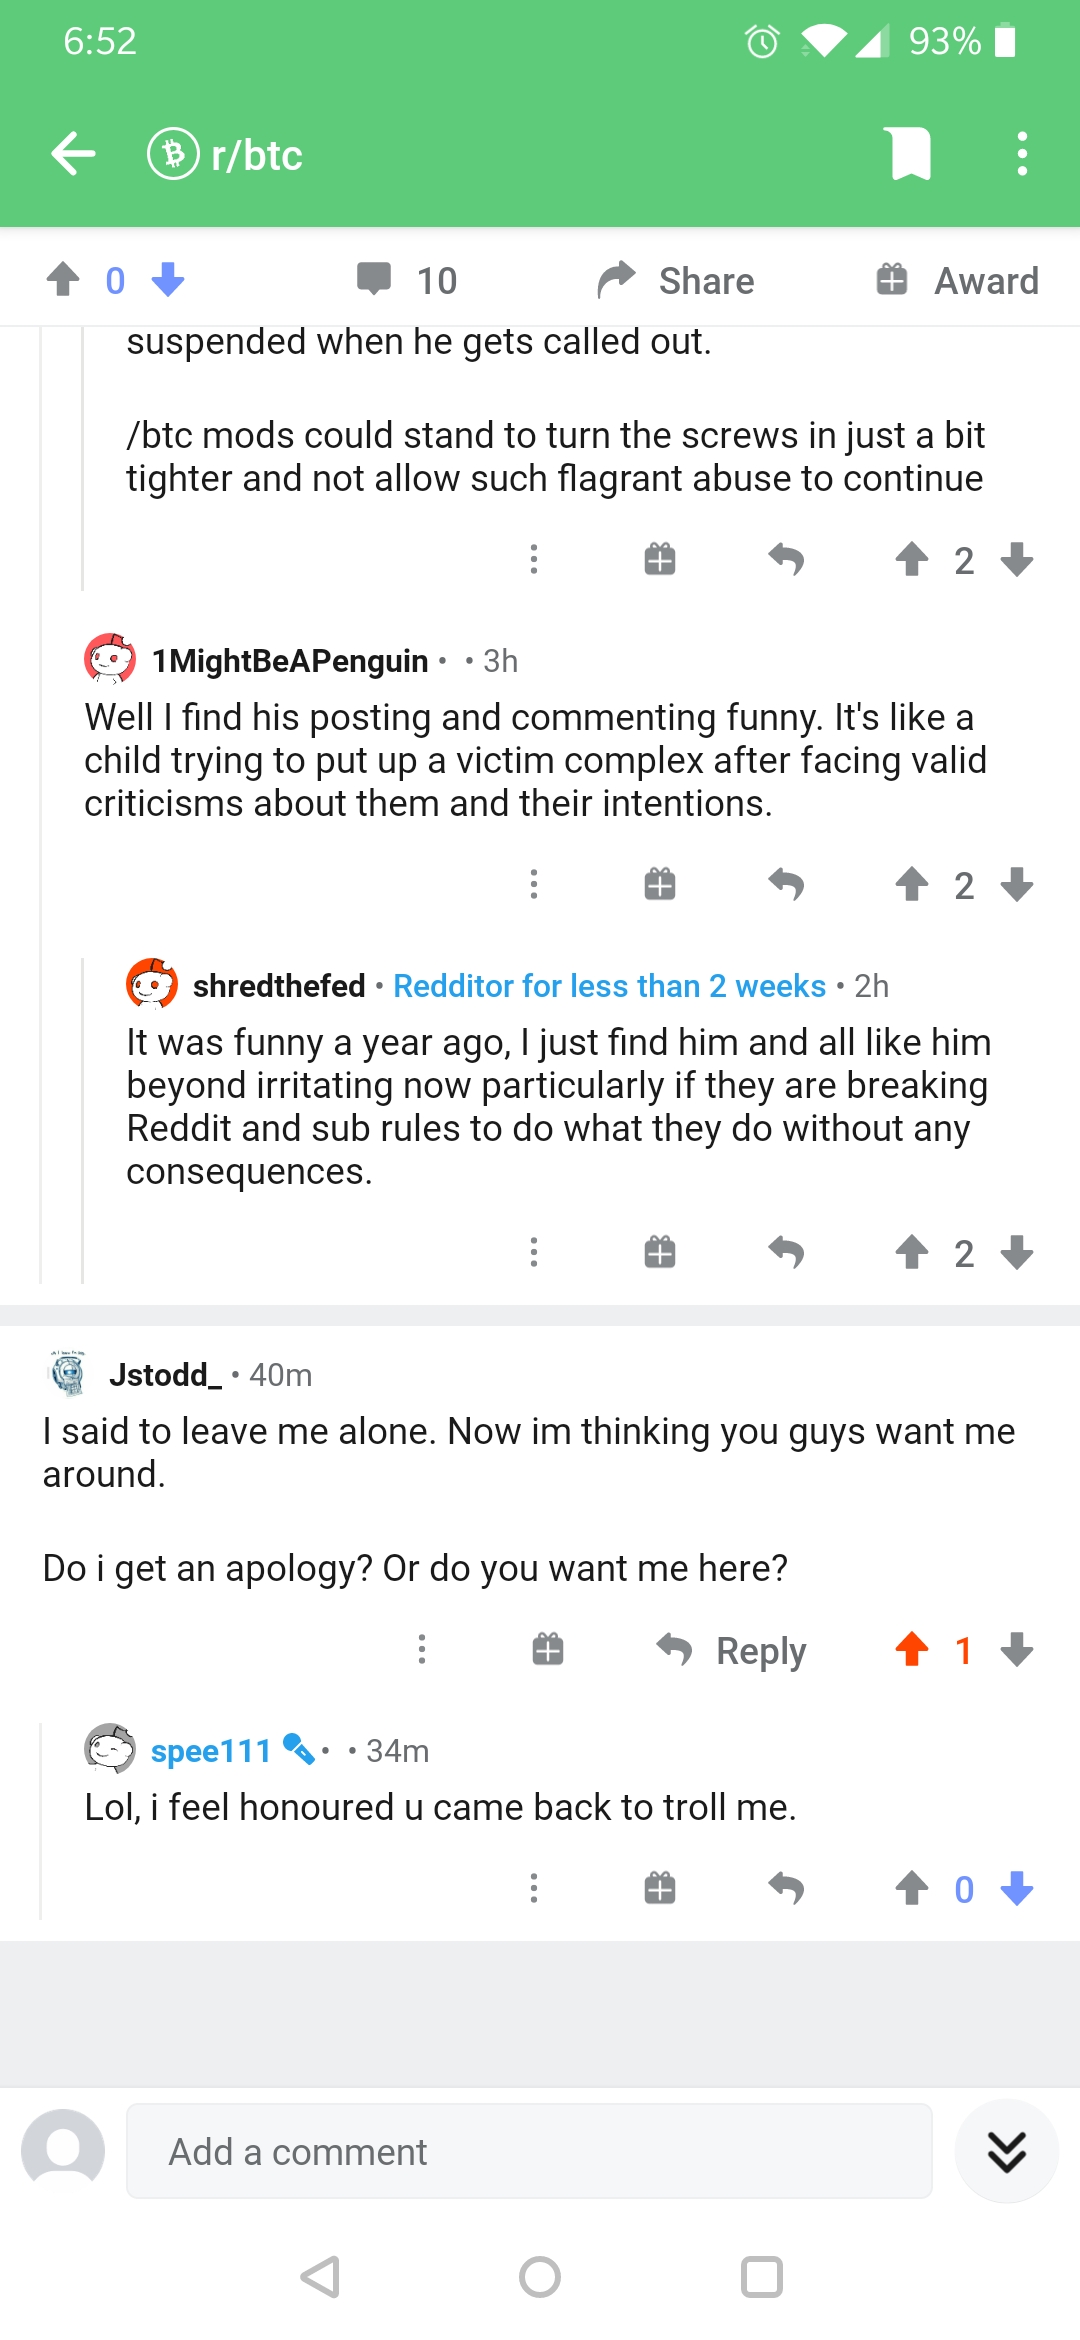 6:52
93%
r/btc
0
10
Share
Award
suspended when he gets called out.
/btc mods could stand to turn the screws in just a bit
tighter and not allow such flagrant abuse to continue
2
1MightBeAPenguin • • 3h
Well I find his posting and commenting funny. It's like a
child trying to put up a victim complex after facing valid
criticisms about them and their intentions.
2
shredthefed • Redditor for less than 2 weeks • 2h
It was funny a year ago, I just find him and all like him
beyond irritating now particularly if they are breaking
Reddit and sub rules to do what they do without any
consequences.
2
Jstodd_ • 40m
I said to leave me alone. Now im thinking you guys want me
around.
Do i get an apology? Or do you want me here?
Reply
1
spee111 • • 34m
Lol, i feel honoured u came back to troll me.
0
Add a comment